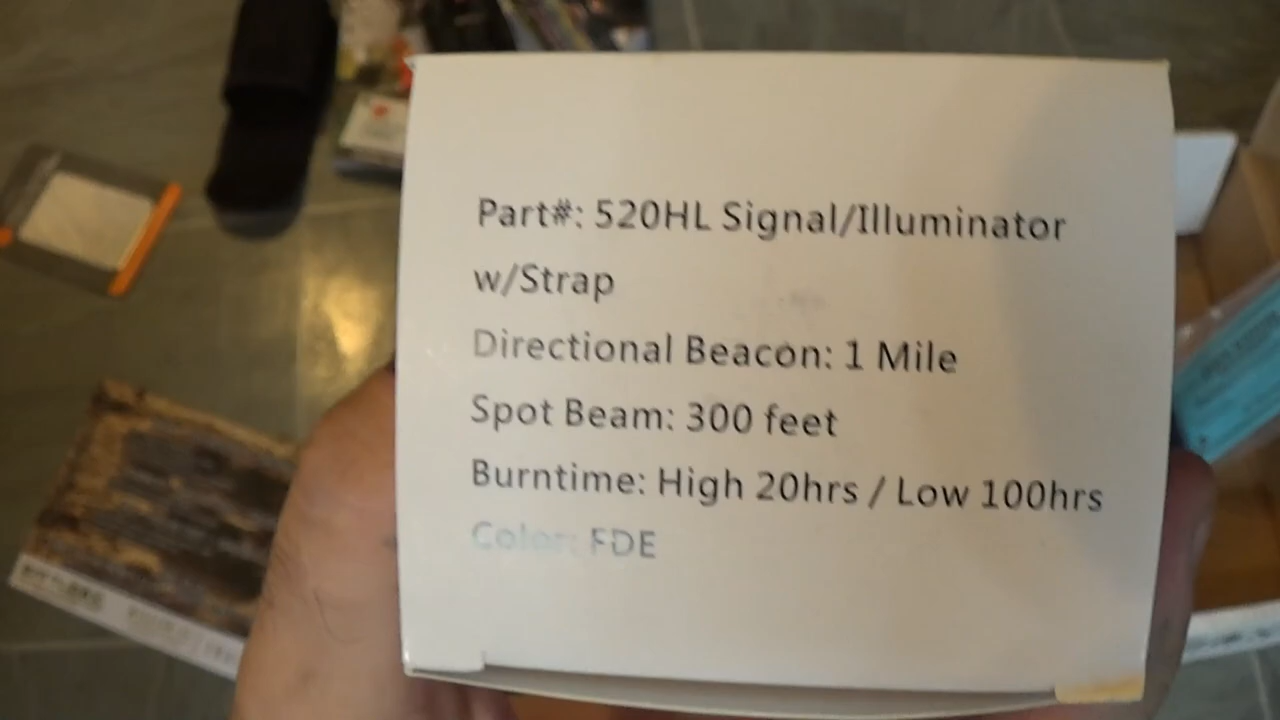 Part#: 520HL Signal/Illuminator
w/Strap
Directional Beacon: 1 Mile
Spot Beam: 300 feet
Burntime: High 20hrs / Low 100hrs
Color: FDE